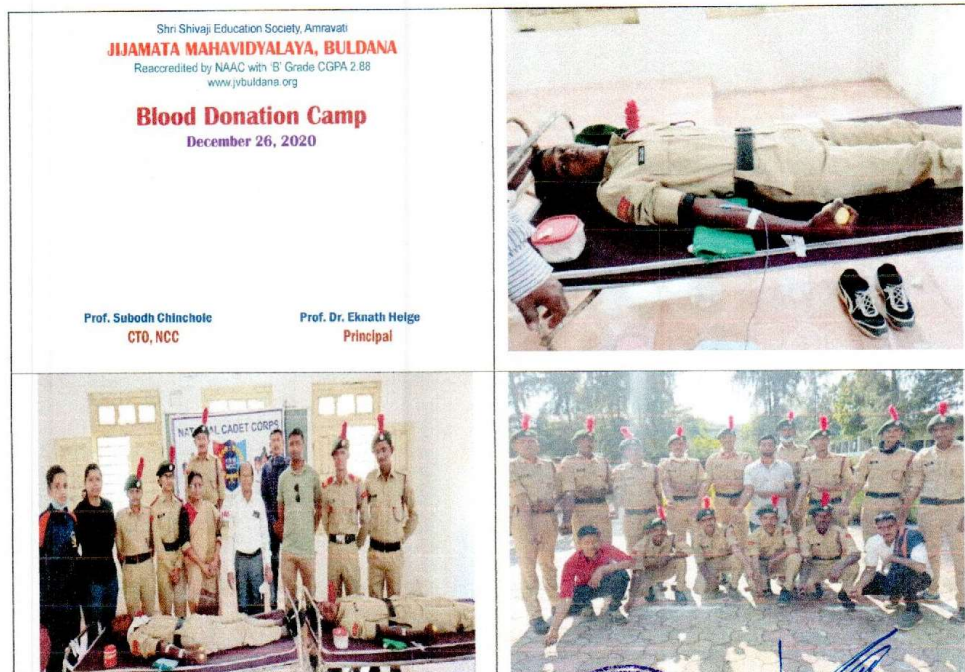 Shri Shivaji Education Society, Amravati
JIJAMATA MAHAVIDYALAYA, BULDANA
Reaccredited by NAAC with 'B' Grade CGPA 2.88
www.jvbuldana.org
Blood Donation Camp
December 26, 2020
Prof. Subodh Chinchole
Prof. Dr. Eknath Helge
CTO, NCC
Principal
CADET CORPS